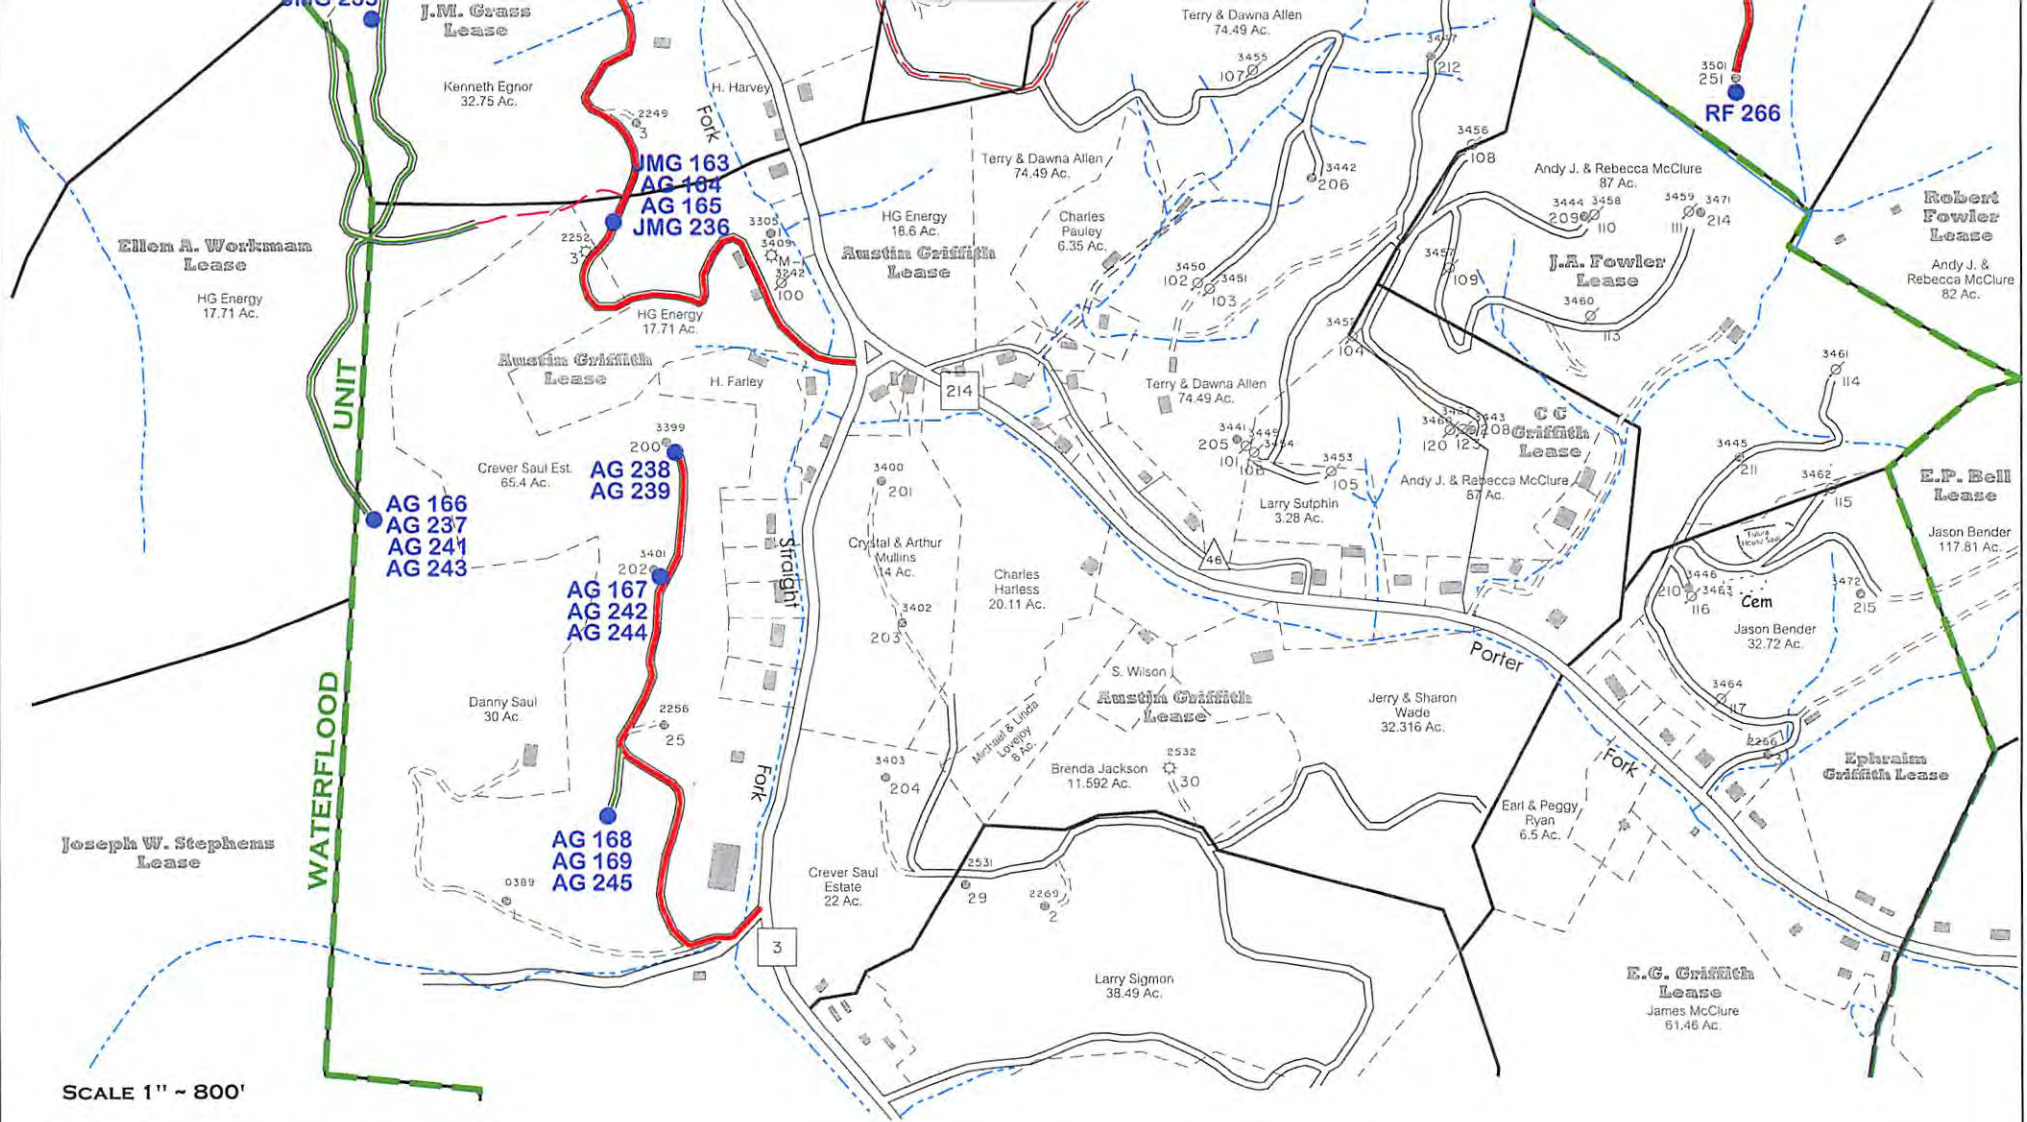 J.M. Grass
Lease
Kenneth Egnor
32.75 Ac.
H. Harvey
Fork
2249
3
Terry & Dawna Allen
74.49 Ac.
3455
107
3447
212
3501
251
RF 266
JMG 163
AG 164
AG 165
JMG 236
Ellen A. Workman
Lease
HG Energy
17.71 Ac.
2252
3
3305
1
3409
M-1
3242
100
HG Energy
17.71 Ac.
HG Energy
18.6 Ac.
Austin Griffith
Lease
Terry & Dawna Allen
74.49 Ac.
Charles
Pauley
6.35 Ac.
3442
206
3450
102
3451
103
3456
108
Andy J. & Rebecca McClure
87 Ac.
3444
209
3458
110
3459
111
3471
214
3457
109
J.A. Fowler
Lease
3460
113
Robert
Fowler
Lease
Andy J. &
Rebecca McClure
82 Ac.
UNIT
Austin Griffith
Lease
H. Farley
214
104
Terry & Dawna Allen
74.49 Ac.
3461
114
3399
200
AG 238
AG 239
Crever Saul Est.
65.4 Ac.
AG 166
AG 237
AG 241
AG 243
3400
201
3441
205
101
3453
105
120
123
3443
208
C C
Griffith
Lease
Andy J. & Rebecca McClure
87 Ac.
Larry Sutphin
3.28 Ac.
3445
211
3462
115
E.P. Bell
Lease
Jason Bender
117.81 Ac.
3401
202
AG 167
AG 242
AG 244
Straight
Crystal & Arthur
Mullins
14 Ac.
3402
203
Charles
Harless
20.11 Ac.
46
3446
210
3463
116
Cem
3472
215
Jason Bender
32.72 Ac.
WATERFLOOD
Danny Saul
30 Ac.
2256
25
Fork
S. Wilson
Austin Griffith
Lease
Michael & Linda
Lovejoy
8 Ac.
Jerry & Sharon
Wade
32.316 Ac.
Porter
Fork
3464
117
3403
204
Brenda Jackson
11.592 Ac.
2532
30
Ephraim
Griffith Lease
Earl & Peggy
Ryan
6.5 Ac.
Joseph W. Stephens
Lease
AG 168
AG 169
AG 245
0389
Crever Saul
Estate
22 Ac.
2531
29
2269
2
3
Larry Sigmon
38.49 Ac.
E.G. Griffith
Lease
James McClure
61.46 Ac.
SCALE 1" ~ 800'